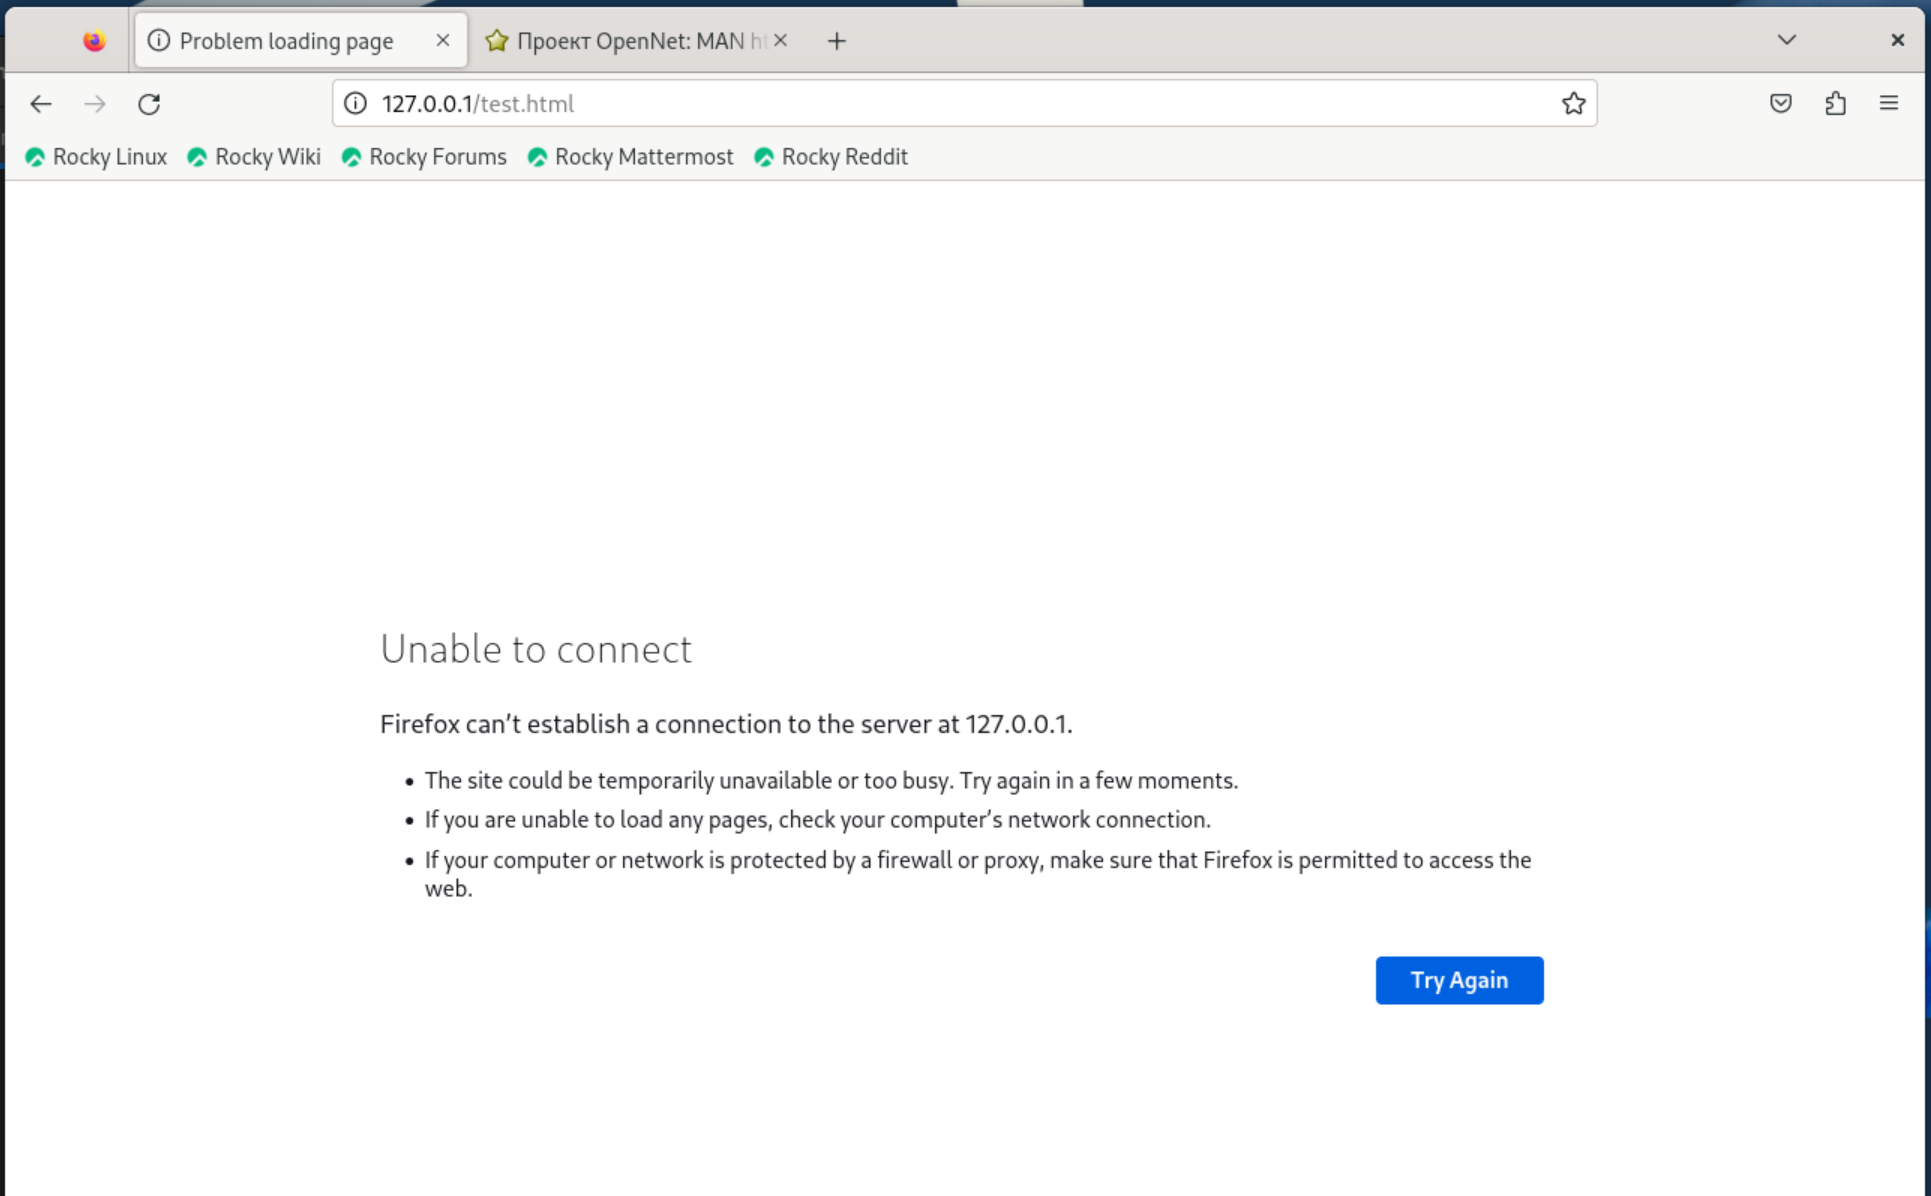 Problem loading page
Проект OpenNet: MAN ht
127.0.0.1/test.html
Rocky Linux Rocky Wiki Rocky Forums Rocky Mattermost Rocky Reddit
Unable to connect
Firefox can’t establish a connection to the server at 127.0.0.1.
• The site could be temporarily unavailable or too busy. Try again in a few moments.
• If you are unable to load any pages, check your computer’s network connection.
• If your computer or network is protected by a firewall or proxy, make sure that Firefox is permitted to access the
web.
Try Again